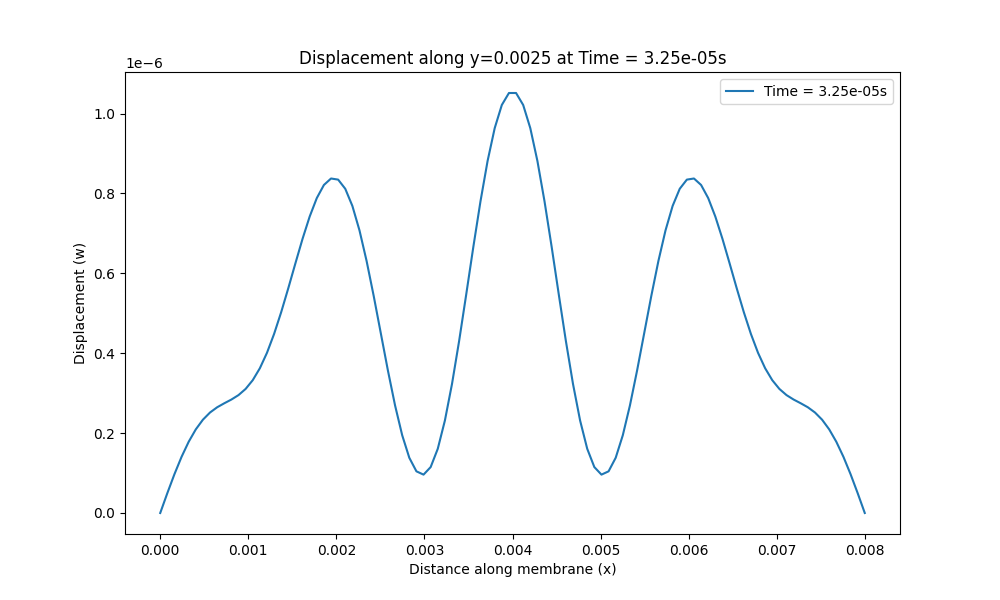 Displacement along y=0.0025 at Time = 3.25e-05s
1e−6
Time = 3.25e-05s
1.0
0.8
0.6
0.4
0.2
0.0
Displacement (w)
0.000 0.001 0.002 0.003 0.004 0.005 0.006 0.007 0.008
Distance along membrane (x)